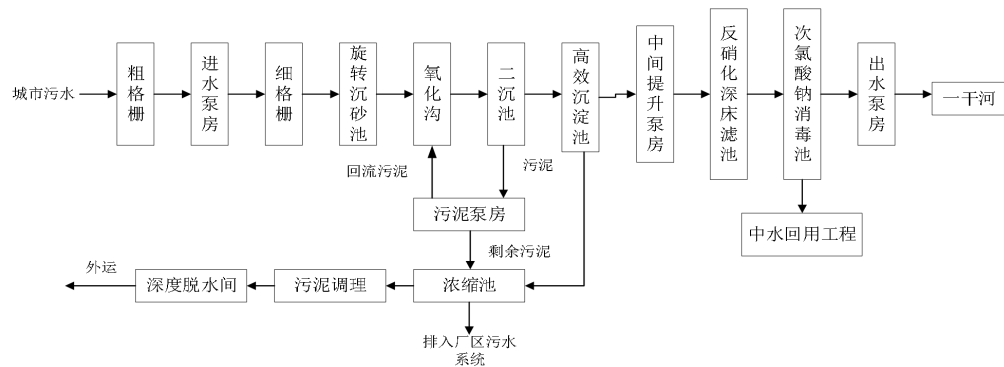 城市污水
粗格栅
进水泵房
细格栅
旋转沉砂池
氧化沟
二沉池
高效沉淀池
中间提升泵房
反硝化深床滤池
次氯酸钠消毒池
出水泵房
一干河
回流污泥
污泥
污泥泵房
中水回用工程
剩余污泥
外运
深度脱水间
污泥调理
浓缩池
排入厂区污水
系统